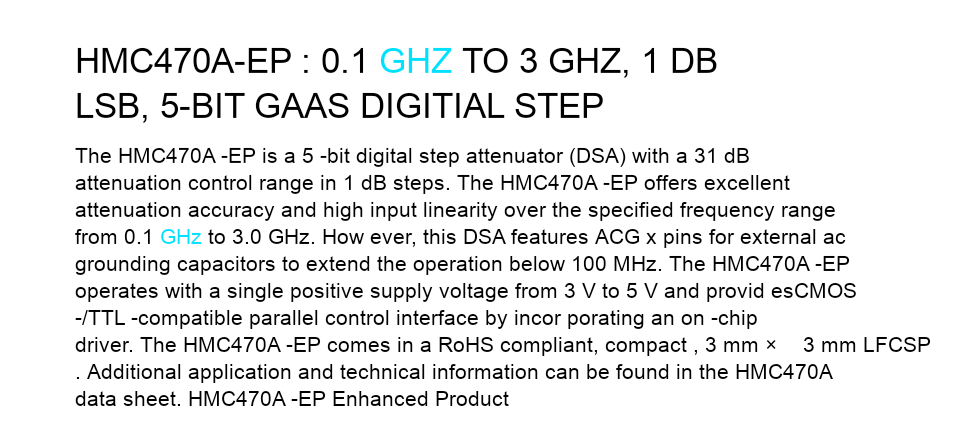 HMC470A-EP : 0.1 GHZ TO 3 GHZ, 1 DB
LSB, 5-BIT GAAS DIGITIAL STEP
The HMC470A -EP is a 5 -bit digital step attenuator (DSA) with a 31 dB
attenuation control range in 1 dB steps. The HMC470A -EP offers excellent
attenuation accuracy and high input linearity over the specified frequency range
from 0.1 GHz to 3.0 GHz. How ever, this DSA features ACG x pins for external ac
grounding capacitors to extend the operation below 100 MHz. The HMC470A -EP
operates with a single positive supply voltage from 3 V to 5 V and provid esCMOS
-/TTL -compatible parallel control interface by incor porating an on -chip
driver. The HMC470A -EP comes in a RoHS compliant, compact , 3 mm × 3 mm LFCSP
. Additional application and technical information can be found in the HMC470A
data sheet. HMC470A -EP Enhanced Product